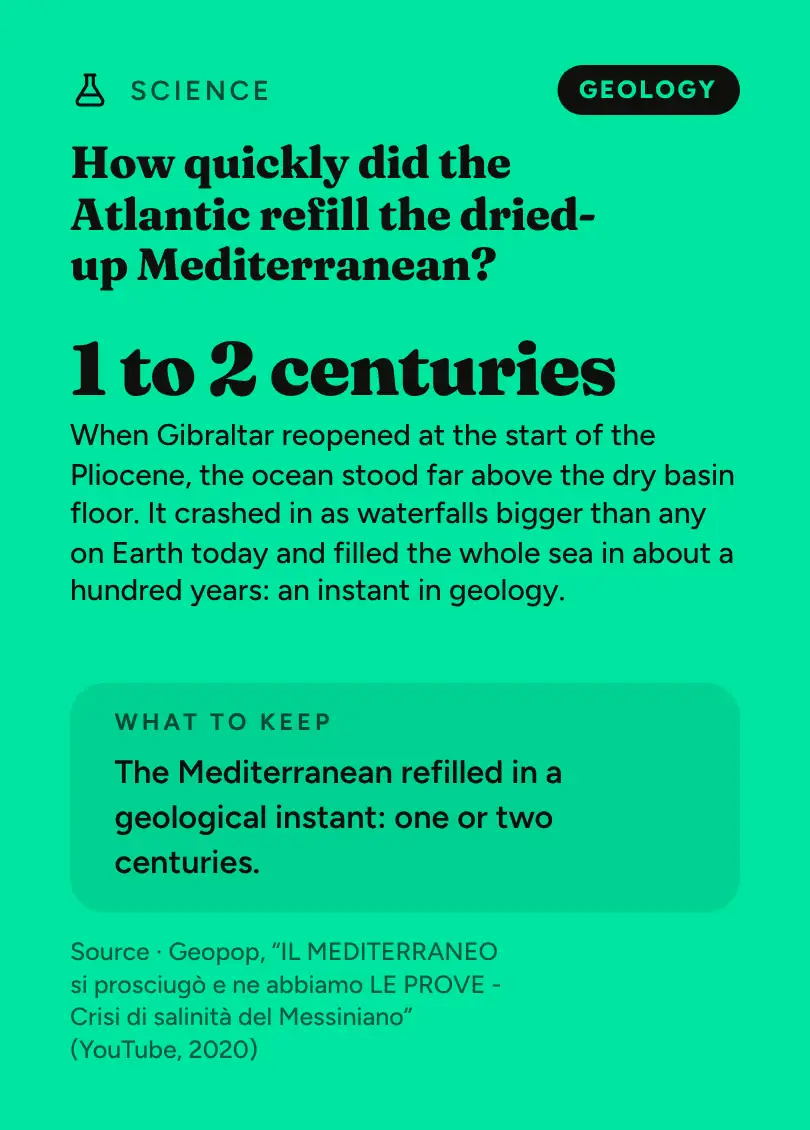 SCIENCE
GEOLOGY
How quickly did the
Atlantic refill the dried-
up Mediterranean?
1 to 2 centuries
When Gibraltar reopened at the start of the
Pliocene, the ocean stood far above the dry basin
floor. It crashed in as waterfalls bigger than any
on Earth today and filled the whole sea in about a
hundred years: an instant in geology.
WHAT TO KEEP
The Mediterranean refilled in a
geological instant: one or two
centuries.
Source · Geopop, “IL MEDITERRANEO
si prosciugò e ne abbiamo LE PROVE -
Crisi di salinità del Messiniano”
(YouTube, 2020)